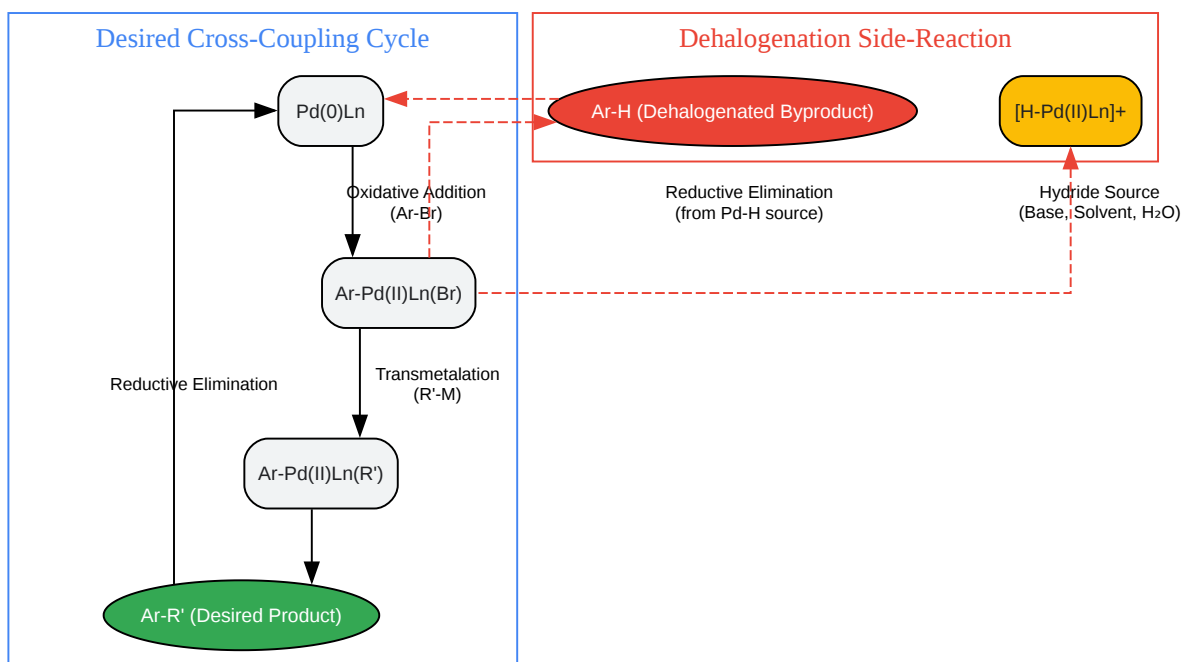 Desired Cross-Coupling Cycle
Dehalogenation Side-Reaction
Pd(0)Ln
Ar-H (Dehalogenated Byproduct)
[H-Pd(II)Ln]+
Oxidative Addition
(Ar-Br)
Reductive Elimination
(from Pd-H source)
Hydride Source
(Base, Solvent, H₂O)
Ar-Pd(II)Ln(Br)
Reductive Elimination
Transmetalation
(R'-M)
Ar-Pd(II)Ln(R')
Ar-R' (Desired Product)